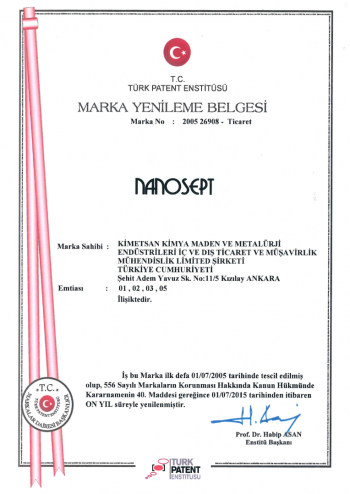 T.C.
TÜRK PATENT ENSTİTÜSÜ
MARKA YENİLEME BELGESİ
Marka No : 2005 26908 - Ticaret
NANOSEPT
Marka Sahibi : KİMETSAN KİMYA MADEN VE METALÜRJİ
ENDÜSTRİLERİ İÇ VE DIŞ TİCARET VE MÜŞAVİRLİK
MÜHENDİSLİK LİMİTED ŞİRKETİ
TÜRKİYE CUMHURİYETİ
Şehit Adem Yavuz Sk. No:11/5 Kızılay ANKARA
Emtiası : 01 , 02 , 03 , 05
İlişiktedir.
İş bu Marka ilk defa 01/07/2005 tarihinde tescil edilmiş
olup, 556 Sayılı Markaların Korunması Hakkında Kanun Hükmünde
Kararnamenin 40. Maddesi gereğince 01/07/2015 tarihinden itibaren
ON YIL süreyle yenilenmiştir.
T.C.
MARKALAR DAİRESİ BAŞKANLIĞI
Prof. Dr. Habip ASAN
Enstitü Başkanı
TÜRK
PATENT
ENSTİTÜSÜ